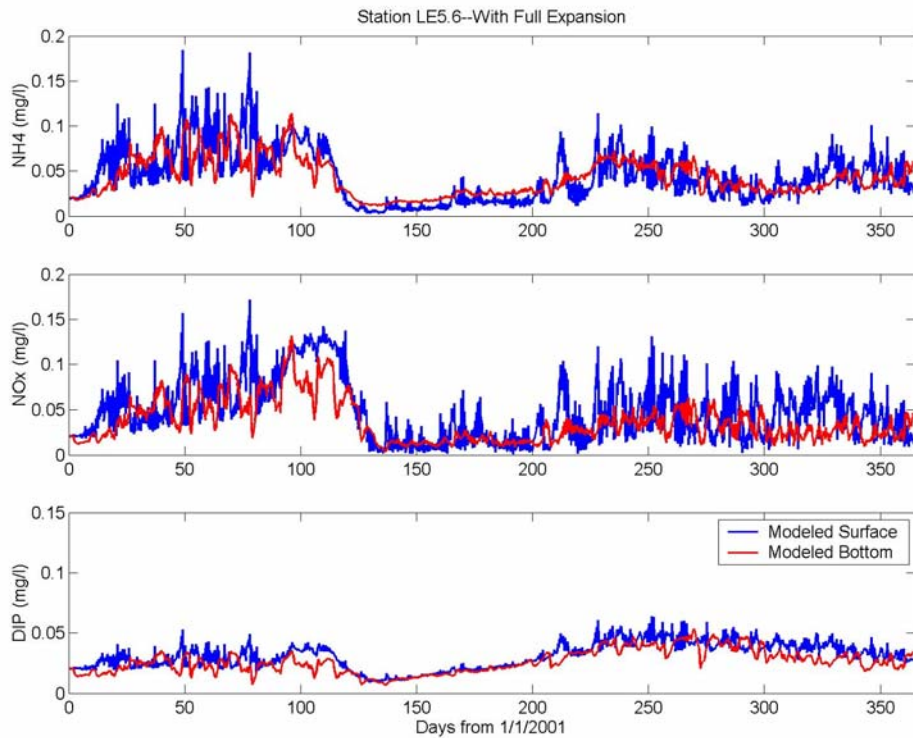 Station LE5.6--With Full Expansion
NH4 (mg/l)
0.2
0.15
0.1
0.05
0
0 50 100 150 200 250 300 350
NOx (mg/l)
0.2
0.15
0.1
0.05
0
0 50 100 150 200 250 300 350
DIP (mg/l)
0.15
0.1
0.05
0
Modeled Surface
Modeled Bottom
0 50 100 150 200 250 300 350
Days from 1/1/2001